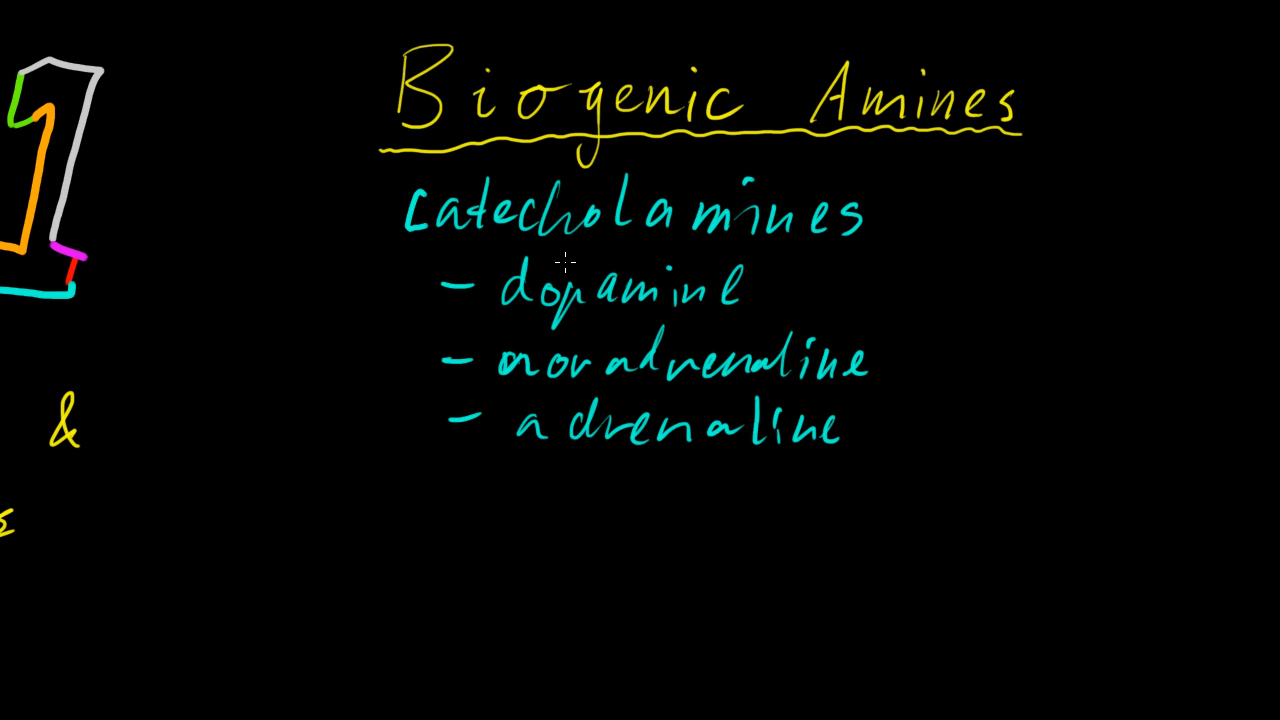 Biogenic Amines
Catecholamines
- dopamine
- noradrenaline
- adrenaline
&